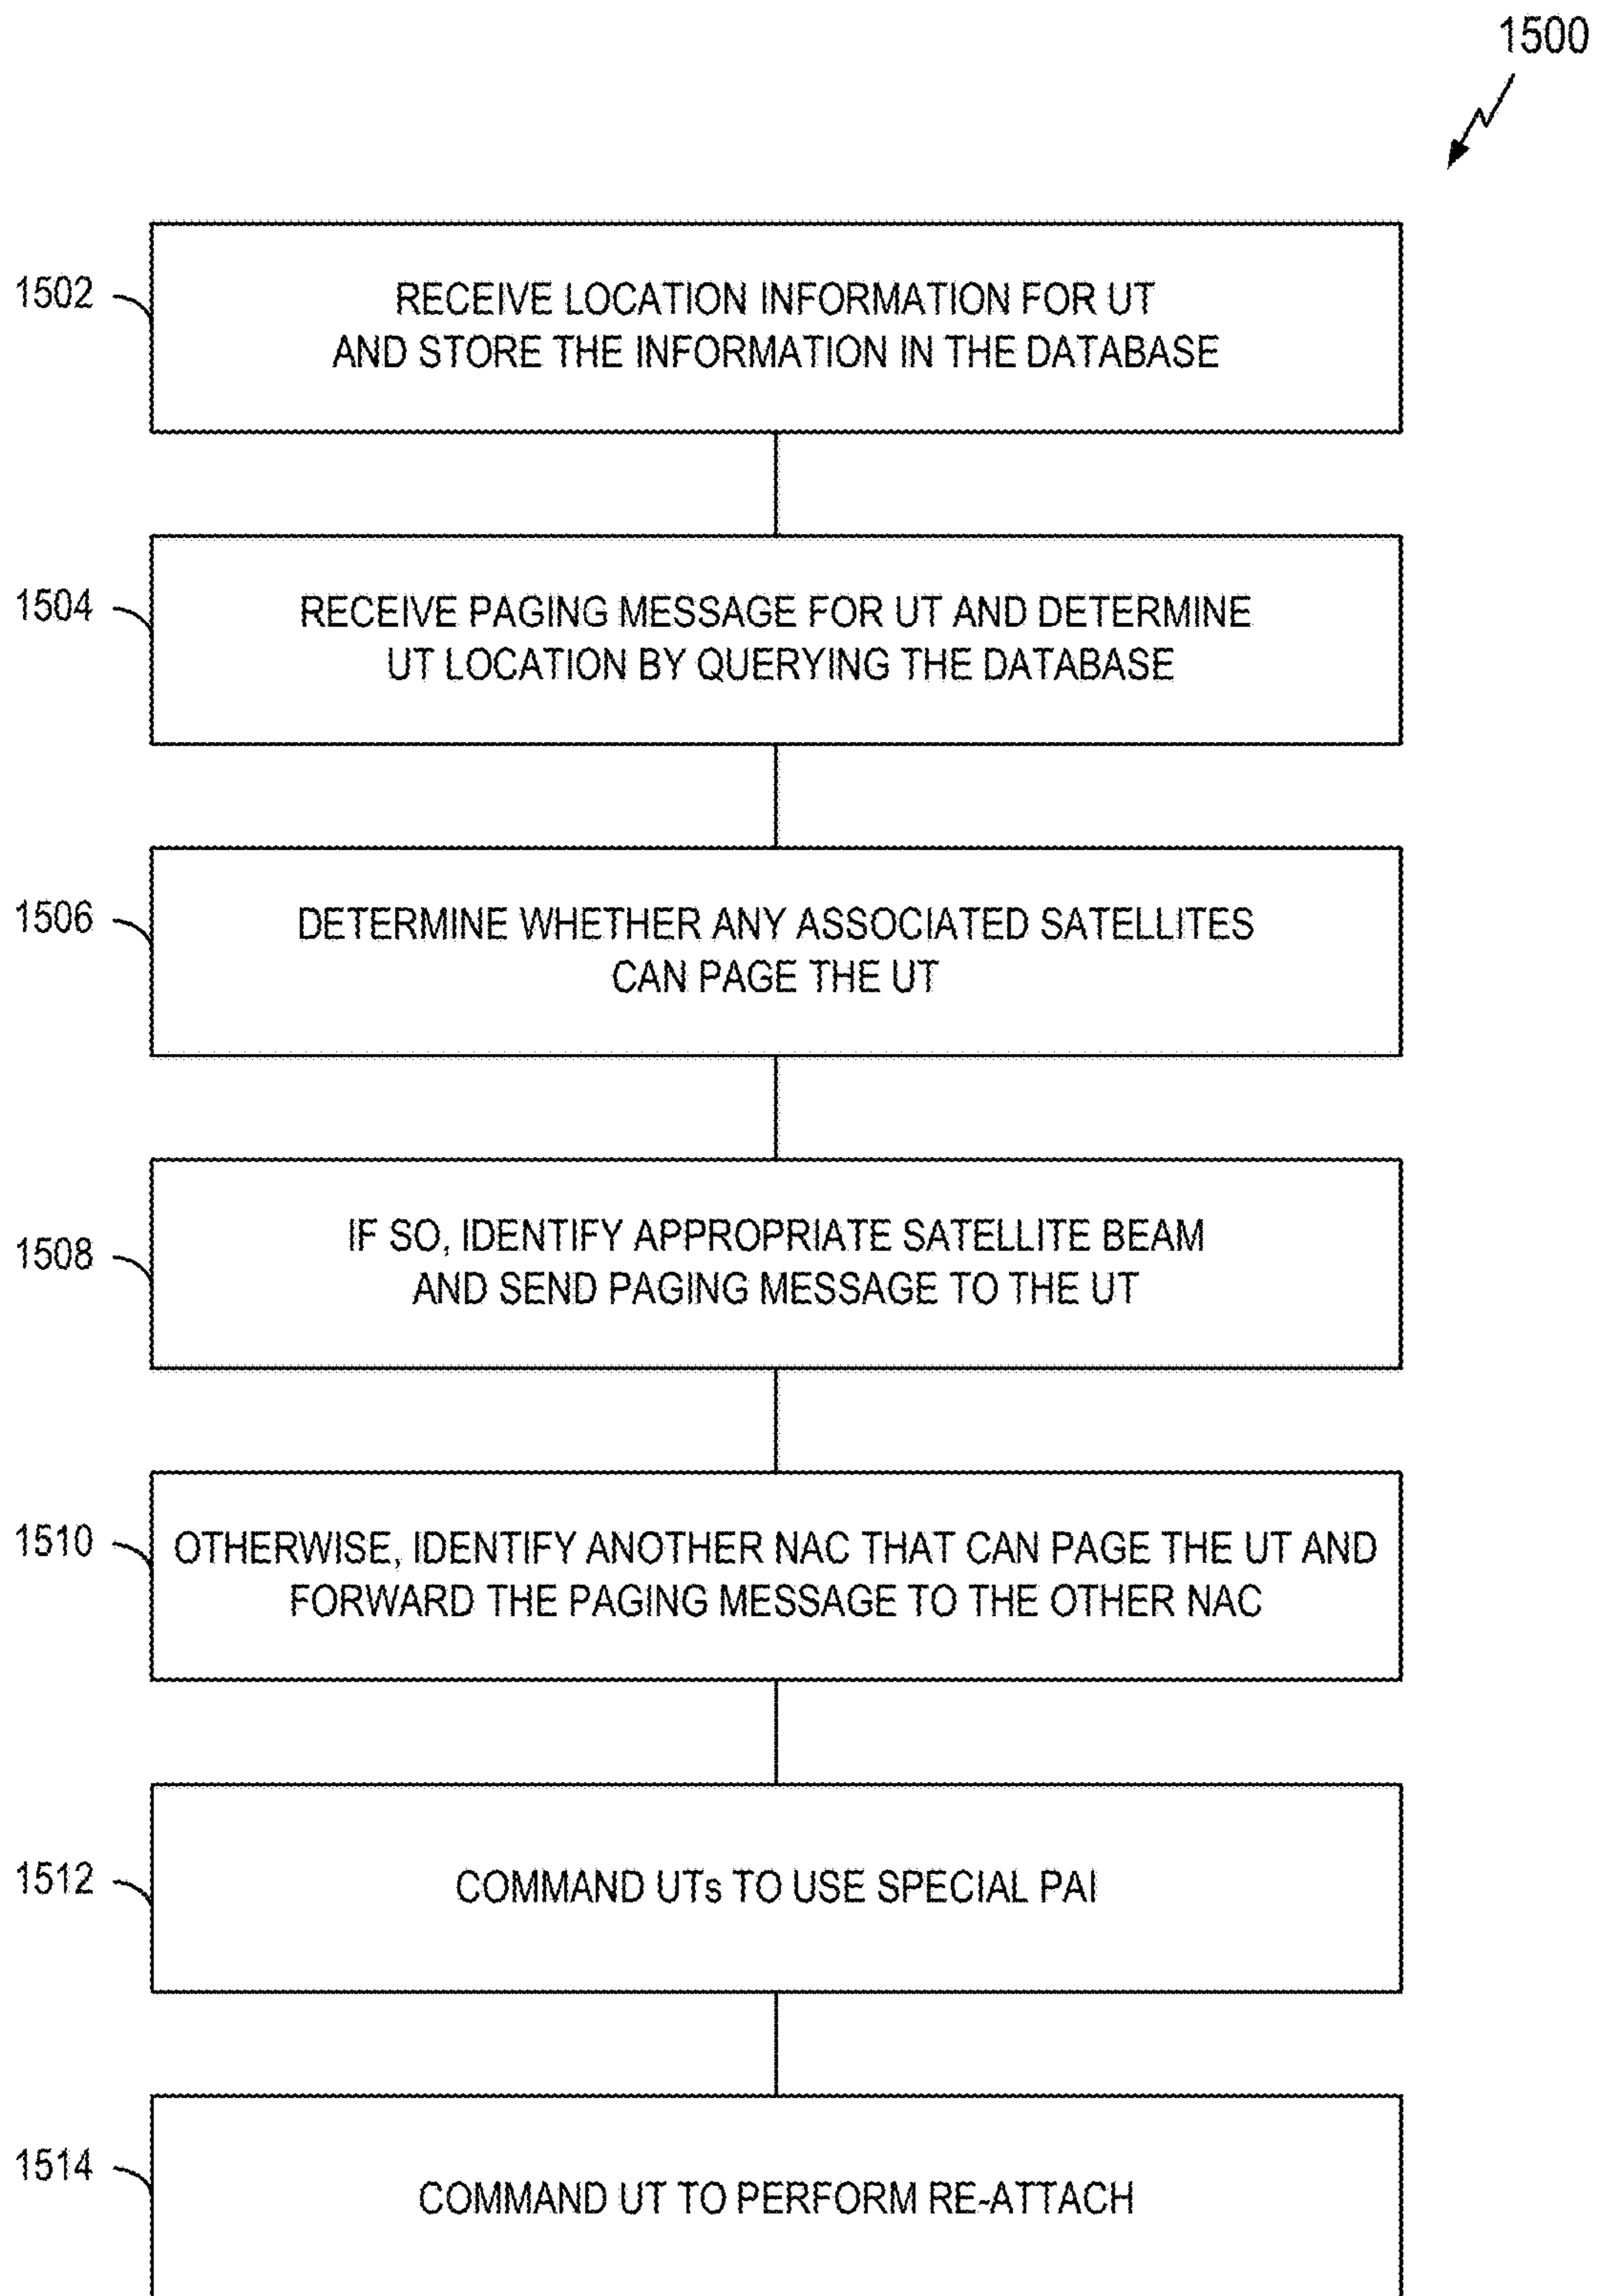 1500
1502
RECEIVE LOCATION INFORMATION FOR UT
AND STORE THE INFORMATION IN THE DATABASE
1504
RECEIVE PAGING MESSAGE FOR UT AND DETERMINE
UT LOCATION BY QUERYING THE DATABASE
1506
DETERMINE WHETHER ANY ASSOCIATED SATELLITES
CAN PAGE THE UT
1508
IF SO, IDENTIFY APPROPRIATE SATELLITE BEAM
AND SEND PAGING MESSAGE TO THE UT
1510
OTHERWISE, IDENTIFY ANOTHER NAC THAT CAN PAGE THE UT AND
FORWARD THE PAGING MESSAGE TO THE OTHER NAC
1512
COMMAND UTs TO USE SPECIAL PAI
1514
COMMAND UT TO PERFORM RE-ATTACH